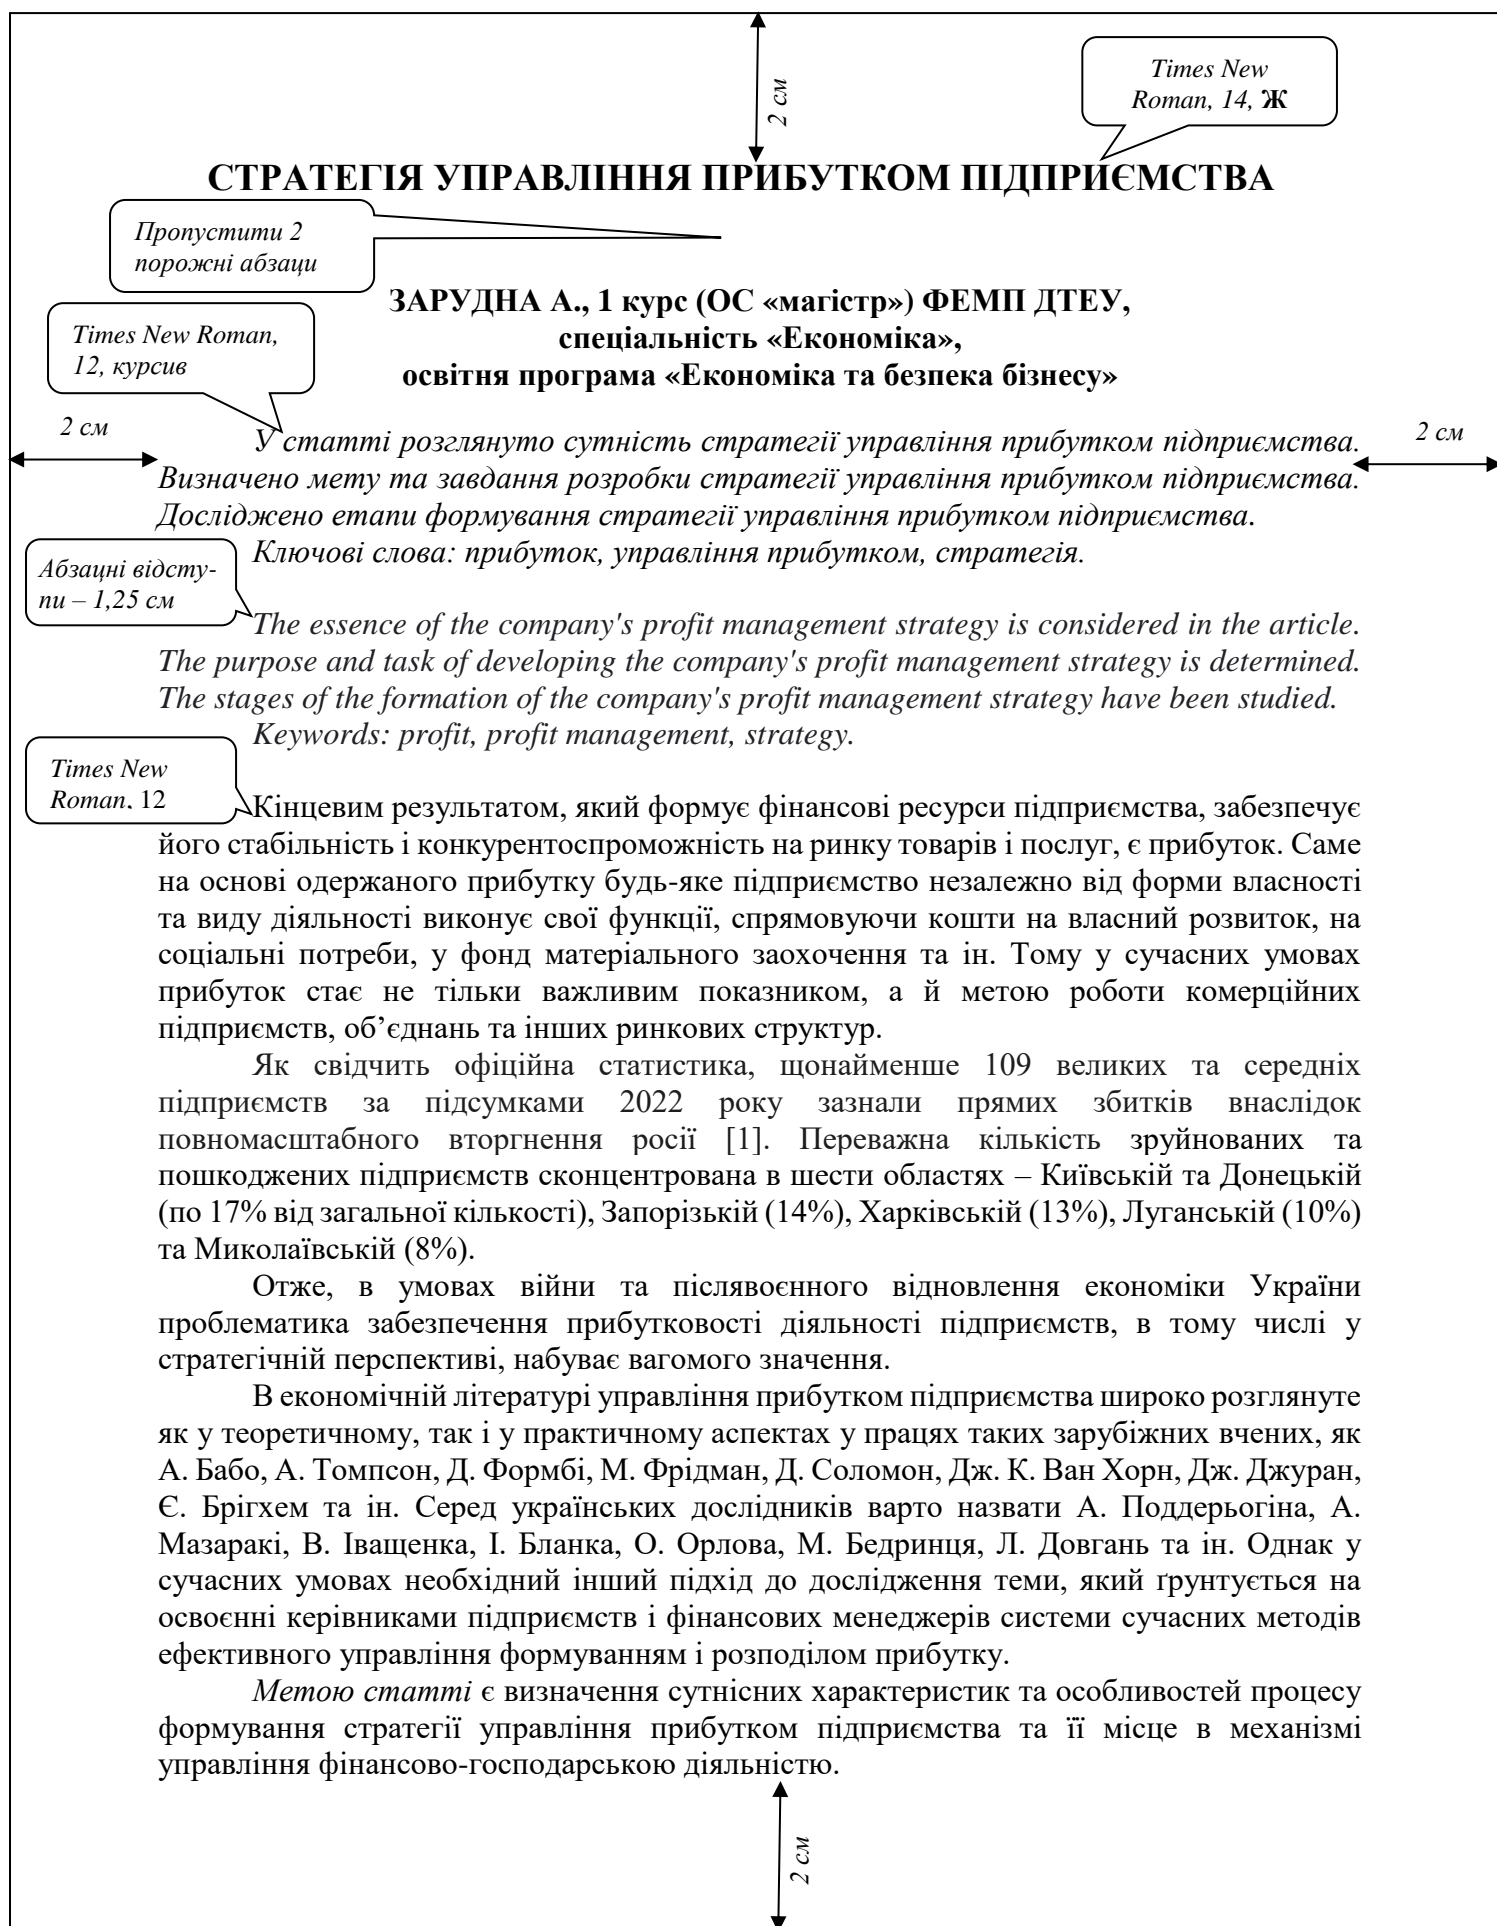 2 см
Times New
Roman, 14, Ж
СТРАТЕГІЯ УПРАВЛІННЯ ПРИБУТКОМ ПІДПРИЄМСТВА
Пропустити 2
порожні абзаци
ЗАРУДНА А., 1 курс (ОС «магістр») ФЕМП ДТЕУ,
спеціальність «Економіка»,
освітня програма «Економіка та безпека бізнесу»
Times New Roman,
12, курсив
2 см
2 см
У статті розглянуто сутність стратегії управління прибутком підприємства.
Визначено мету та завдання розробки стратегії управління прибутком підприємства.
Досліджено етапи формування стратегії управління прибутком підприємства.
Ключові слова: прибуток, управління прибутком, стратегія.
Абзацні відсту-
пи – 1,25 см
The essence of the company's profit management strategy is considered in the article.
The purpose and task of developing the company's profit management strategy is determined.
The stages of the formation of the company's profit management strategy have been studied.
Keywords: profit, profit management, strategy.
Times New
Roman, 12
Кінцевим результатом, який формує фінансові ресурси підприємства, забезпечує
його стабільність і конкурентоспроможність на ринку товарів і послуг, є прибуток. Саме
на основі одержаного прибутку будь-яке підприємство незалежно від форми власності
та виду діяльності виконує свої функції, спрямовуючи кошти на власний розвиток, на
соціальні потреби, у фонд матеріального заохочення та ін. Тому у сучасних умовах
прибуток стає не тільки важливим показником, а й метою роботи комерційних
підприємств, об’єднань та інших ринкових структур.
Як свідчить офіційна статистика, щонайменше 109 великих та середніх
підприємств за підсумками 2022 року зазнали прямих збитків внаслідок
повномасштабного вторгнення росії [1]. Переважна кількість зруйнованих та
пошкоджених підприємств сконцентрована в шести областях – Київській та Донецькій
(по 17% від загальної кількості), Запорізькій (14%), Харківській (13%), Луганській (10%)
та Миколаївській (8%).
Отже, в умовах війни та післявоєнного відновлення економіки України
проблематика забезпечення прибутковості діяльності підприємств, в тому числі у
стратегічній перспективі, набуває вагомого значення.
В економічній літературі управління прибутком підприємства широко розглянуте
як у теоретичному, так і у практичному аспектах у працях таких зарубіжних вчених, як
А. Бабо, А. Томпсон, Д. Формбі, М. Фрідман, Д. Соломон, Дж. К. Ван Хорн, Дж. Джуран,
Є. Брігхем та ін. Серед українських дослідників варто назвати А. Поддерьогіна, А.
Мазаракі, В. Іващенка, І. Бланка, О. Орлова, М. Бедринця, Л. Довгань та ін. Однак у
сучасних умовах необхідний інший підхід до дослідження теми, який ґрунтується на
освоєнні керівниками підприємств і фінансових менеджерів системи сучасних методів
ефективного управління формуванням і розподілом прибутку.
Метою статті є визначення сутнісних характеристик та особливостей процесу
формування стратегії управління прибутком підприємства та її місце в механізмі
управління фінансово-господарською діяльністю.
2 см